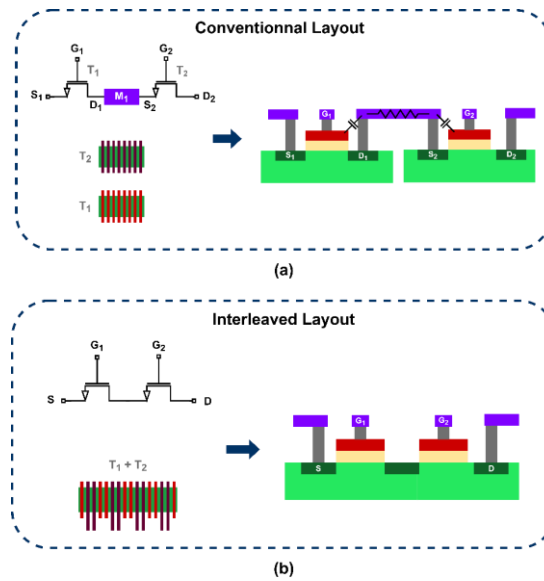 Conventionnal Layout
G1 G2
T1 T2
S1 D1 M1 S2 D2
G1 G2
T2
S1 D1 S2 D2
T1
(a)
Interleaved Layout
G1 G2
S D
G1 G2
T1 + T2
S D
(b)